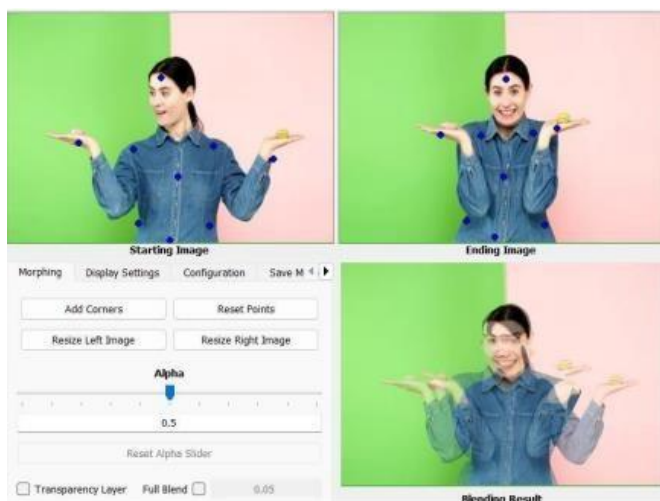 Starting Image
Ending Image
Morphing Display Settings Configuration Save M
Add Corners Reset Points
Resize Left Image Resize Right Image
Alpha
0.5
Reset Alpha Slider
Transparency Layer Full Blend 0.05
Blending Result